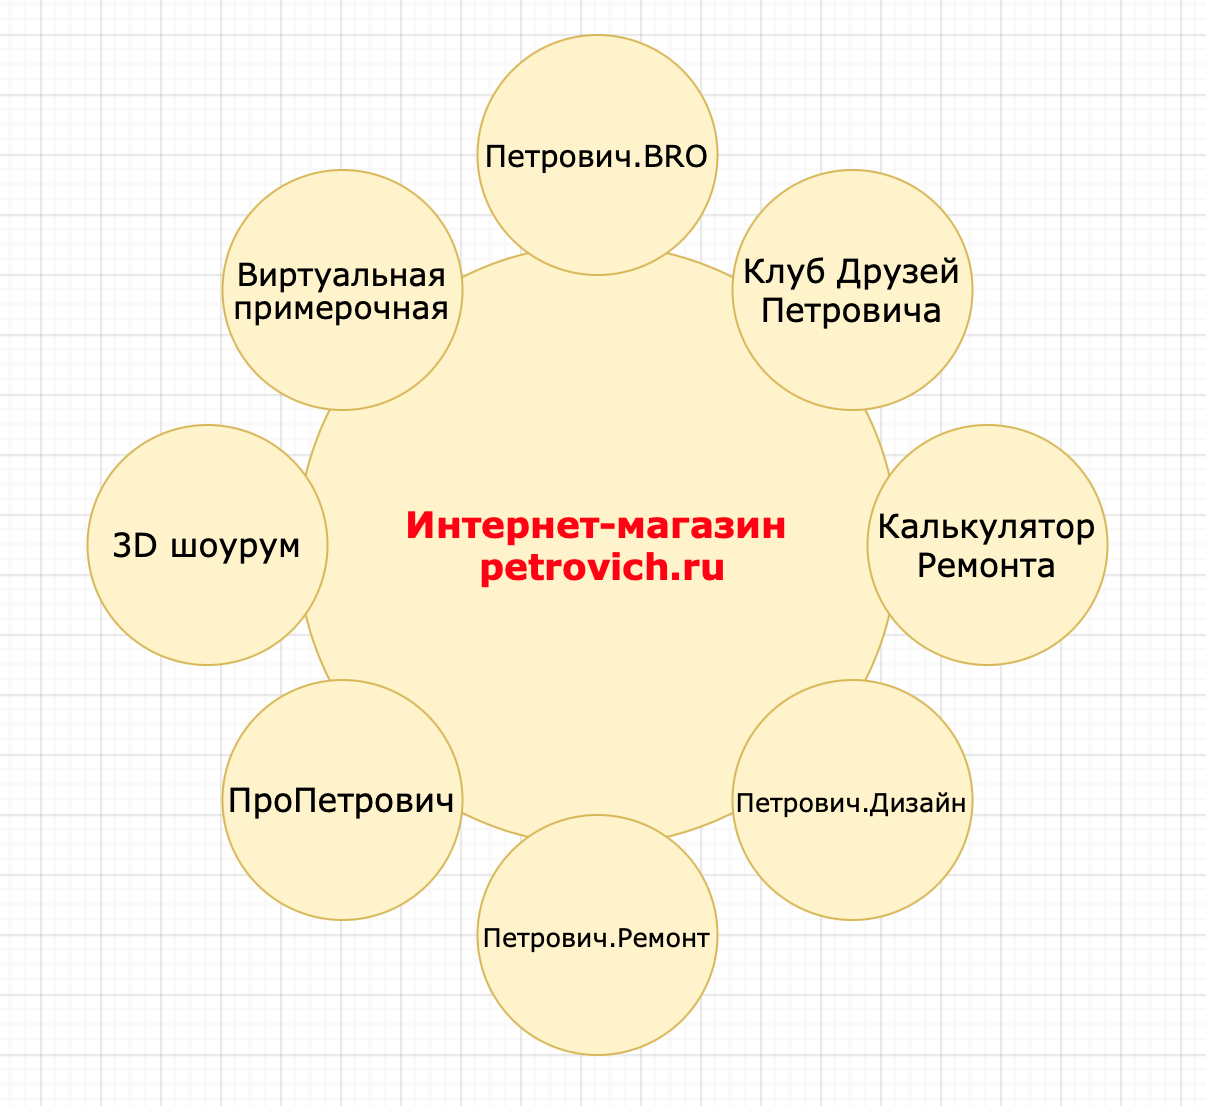 Петрович.BRO
Клуб Друзей
Петровича
Виртуальная
примерочная
Интернет-магазин
petrovich.ru
Калькулятор
Ремонта
3D шоурум
ПроПетрович
Петрович.Дизайн
Петрович.Ремонт